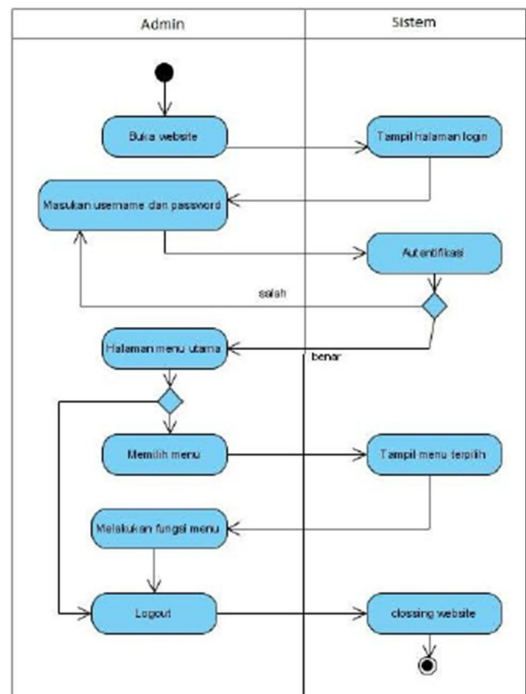 Admin
Sistem
Buka website
Tampil halaman login
Masukan username dan password
Autentifikasi
salah
Halaman menu utama
benar
Memilih menu
Tampil menu terpilih
Melakukan fungsi menu
Logout
clossing website